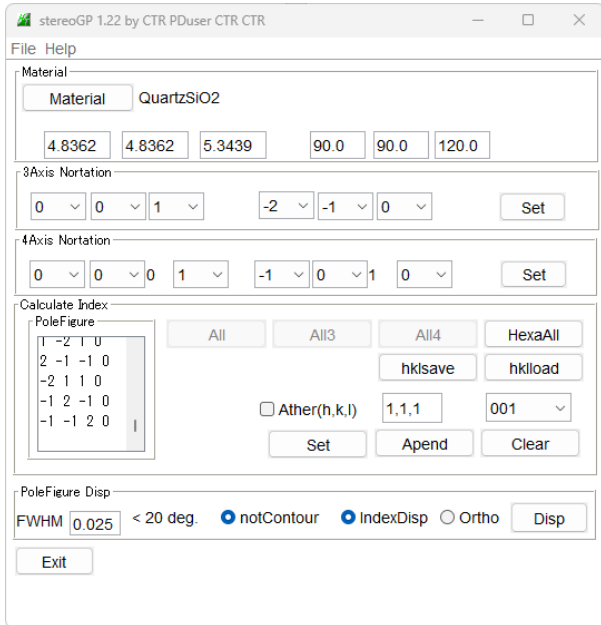 stereoGP 1.22 by CTR PDuser CTR CTR
File Help
Material
Material QuartzSiO2
4.8362 4.8362 5.3439 90.0 90.0 120.0
3Axis Nortation
0 0 1 -2 -1 0 Set
4Axis Nortation
0 0 0 1 -1 0 1 0 Set
Calculate Index
PoleFigure
All All3 All4 HexaAll
1 -2 1 0
2 -1 -1 0
-2 1 1 0
-1 2 -1 0
-1 -1 2 0
hklsave hklload
Ather(h,k,l) 1,1,1 001
Set Apend Clear
PoleFigure Disp
FWHM 0.025 < 20 deg. notContour IndexDisp Ortho Disp
Exit